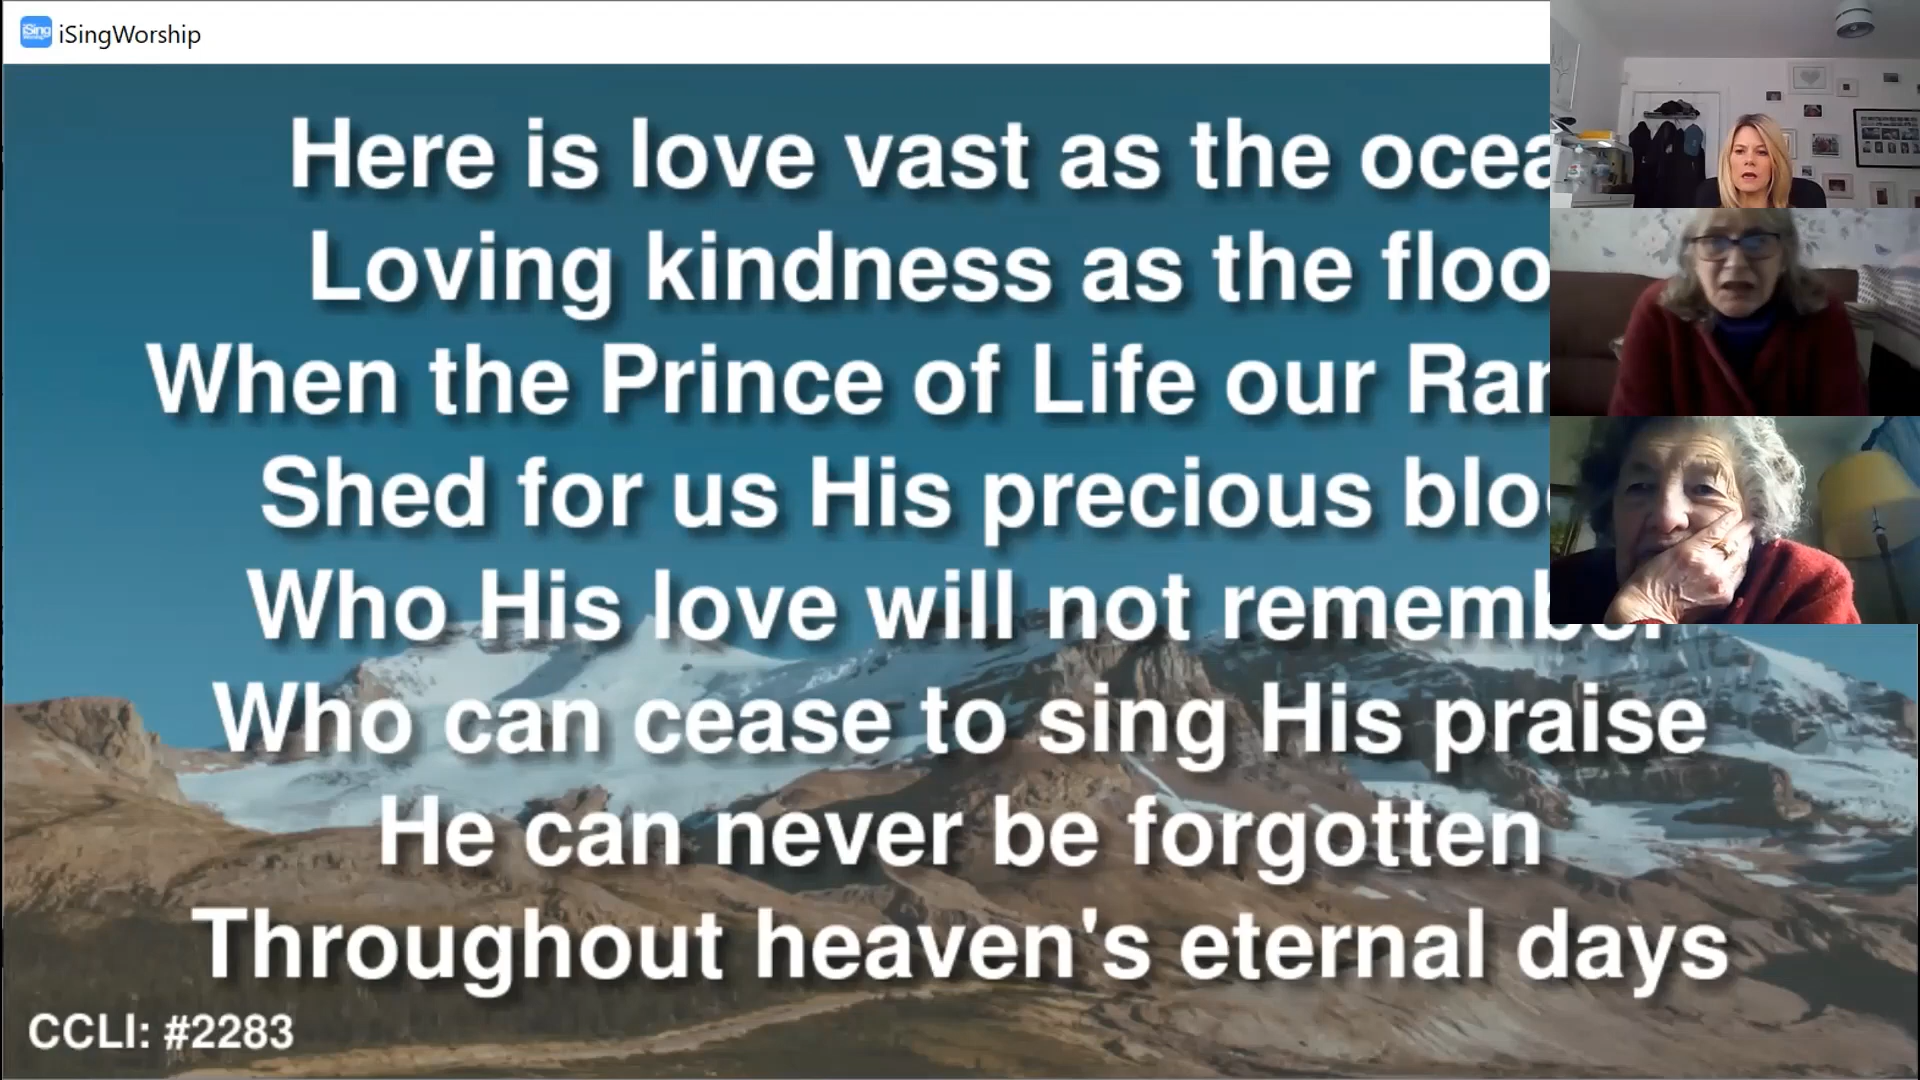 iSingWorship
Here is love vast as the ocea
Loving kindness as the floo
When the Prince of Life our Ran
Shed for us His precious blo
Who His love will not remember
Who can cease to sing His praise
He can never be forgotten
Throughout heaven's eternal days
CCLI: #2283